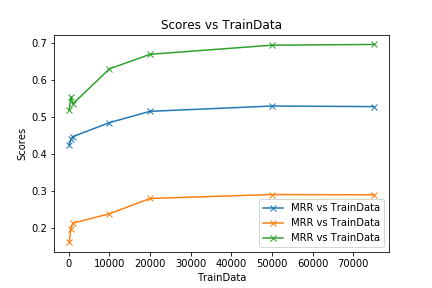 Scores vs TrainData
0.7
0.6
0.5
0.4
0.3
0.2
Scores
0 10000 20000 30000 40000 50000 60000 70000
TrainData
MRR vs TrainData
MRR vs TrainData
MRR vs TrainData